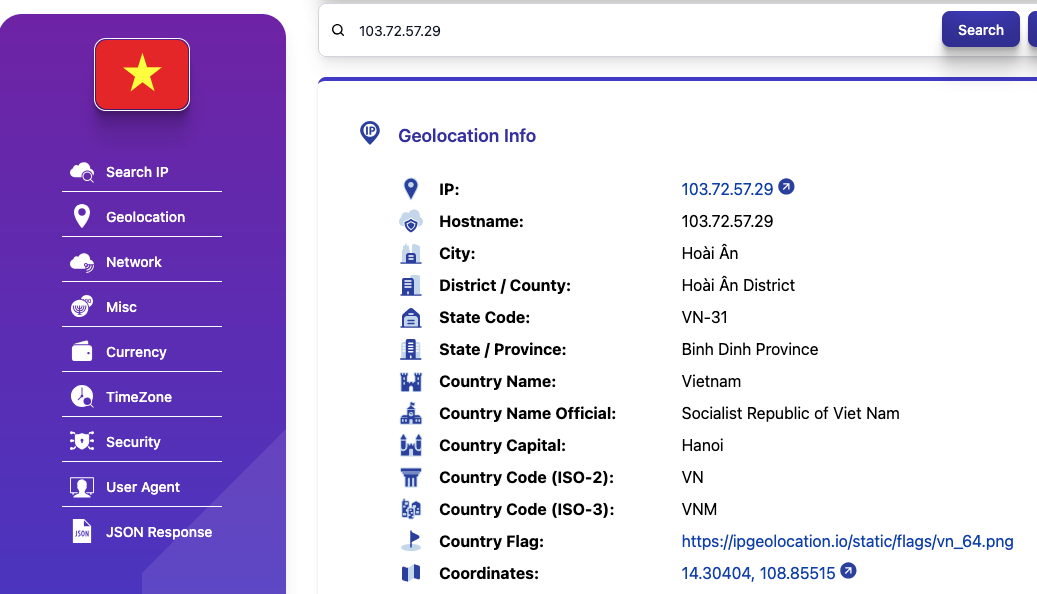 103.72.57.29
Search
Search IP
Geolocation
Network
Misc
Currency
TimeZone
Security
User Agent
JSON
JSON Response
IP
Geolocation Info
IP: 103.72.57.29
Hostname: 103.72.57.29
City: Hoài Ân
District / County: Hoài Ân District
State Code: VN-31
State / Province: Binh Dinh Province
Country Name: Vietnam
Country Name Official: Socialist Republic of Viet Nam
Country Capital: Hanoi
Country Code (ISO-2): VN
Country Code (ISO-3): VNM
Country Flag: https://ipgeolocation.io/static/flags/vn_64.png
Coordinates: 14.30404, 108.85515